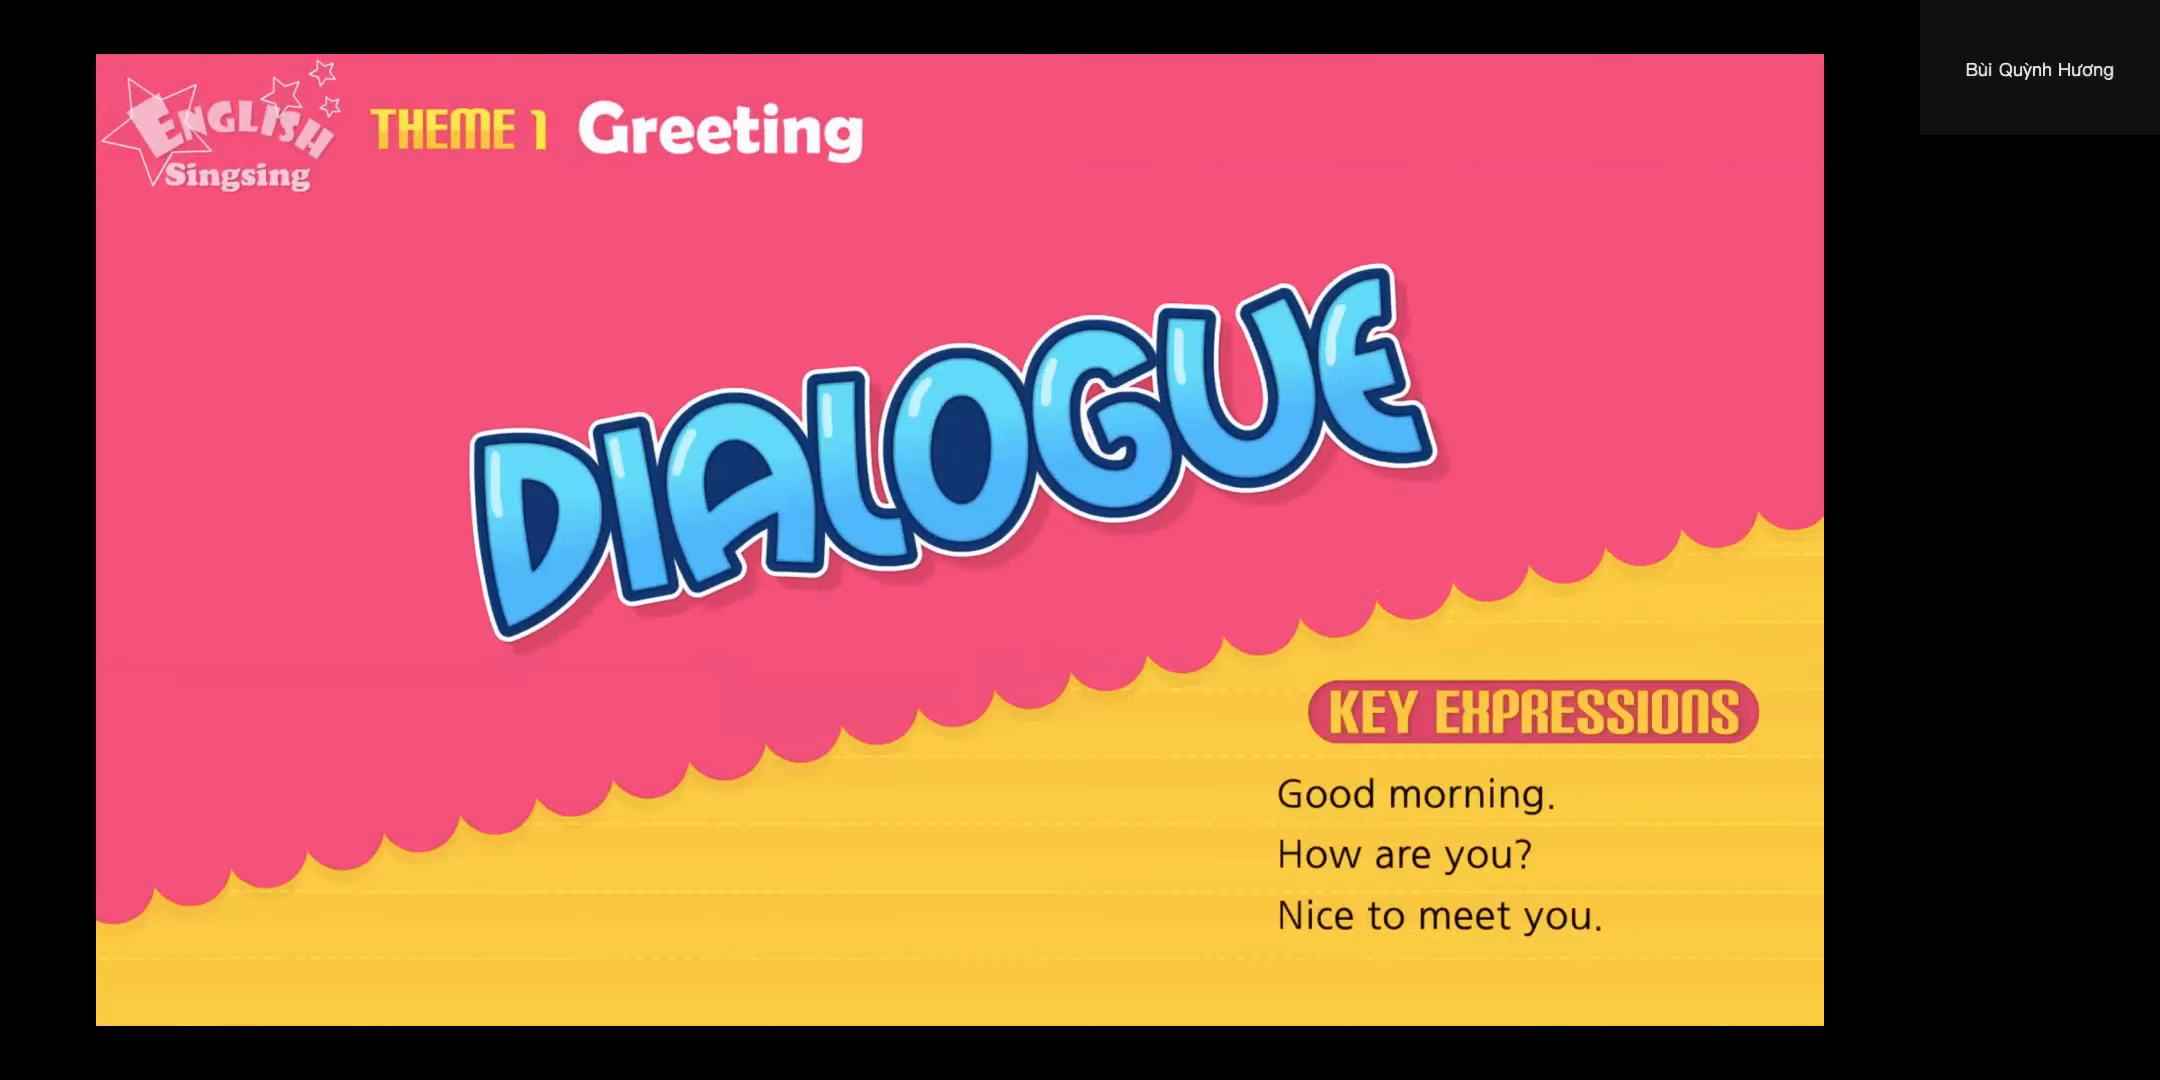 ENGLISH
Singsing
THEME 1 Greeting
Bùi Quỳnh Hương
DIALOGUE
KEY EXPRESSIONS
Good morning.
How are you?
Nice to meet you.